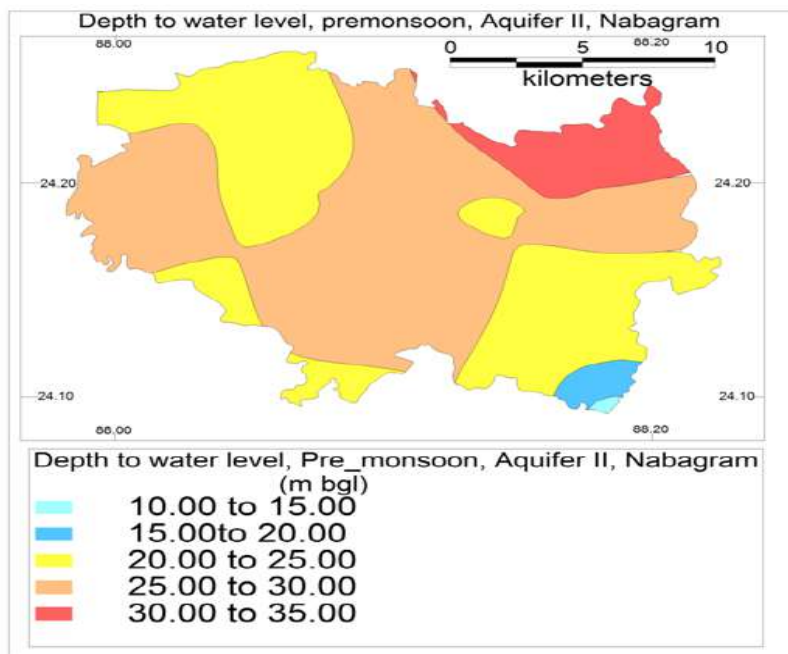 Depth to water level, premonsoon, Aquifer II, Nabagram
88.00
0 5 88.20 10
kilometers
24.20 24.20
24.10 24.10
88.00 88.20
Depth to water level, Pre_monsoon, Aquifer II, Nabagram
(m bgl)
10.00 to 15.00
15.00to 20.00
20.00 to 25.00
25.00 to 30.00
30.00 to 35.00